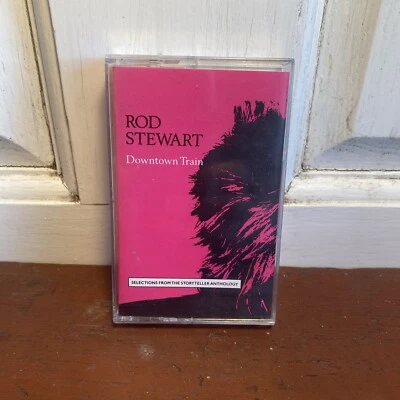 ROD
STEWART
Downtown Train
SELECTIONS FROM THE STORYTELLER ANTHOLOGY